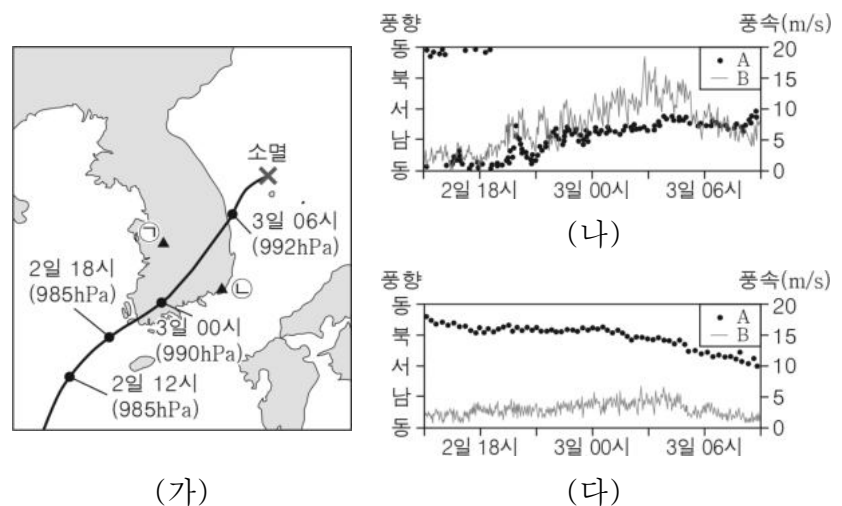 소멸
3일 06시
(992hPa)
㉠
2일 18시
(985hPa)
㉡
3일 00시
(990hPa)
2일 12시
(985hPa)
(가)
풍향
풍속(m/s)
동
북
서
남
동
A
B
20
15
10
5
0
2일 18시
3일 00시
3일 06시
(나)
풍향
풍속(m/s)
동
북
서
남
동
A
B
20
15
10
5
0
2일 18시
3일 00시
3일 06시
(다)